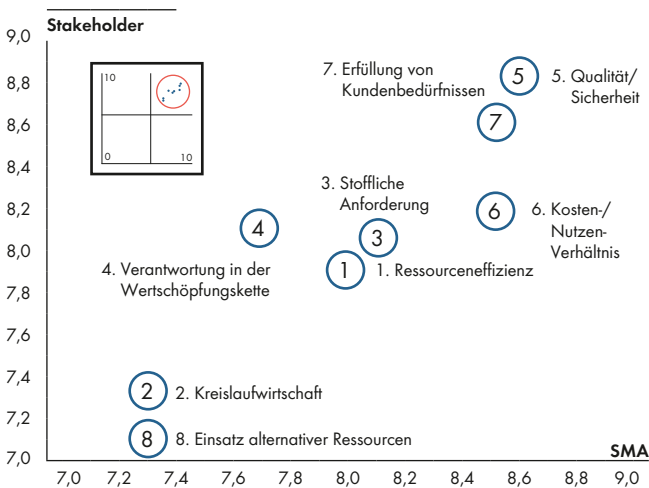 Stakeholder
9,0
8,8
8,6
8,4
8,2
8,0
7,8
7,6
7,4
7,2
7,0
10
0
10
7. Erfüllung von
Kundenbedürfnissen
5
5. Qualität/
Sicherheit
7
3. Stoffliche
Anforderung
6
6. Kosten-/
Nutzen-
Verhältnis
4
3
4. Verantwortung in der
Wertschöpfungskette
1
1. Ressourceneffizienz
2
2. Kreislaufwirtschaft
8
8. Einsatz alternativer Ressourcen
SMA
7,0
7,2
7,4
7,6
7,8
8,0
8,2
8,4
8,6
8,8
9,0